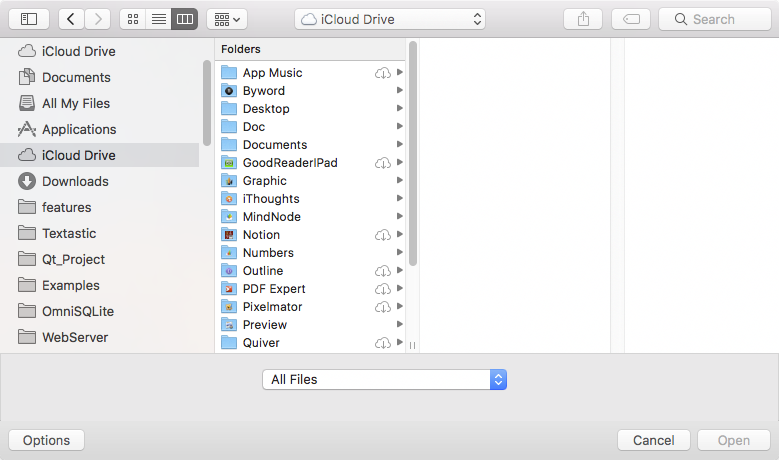 iCloud Drive
Search
iCloud Drive
Documents
All My Files
Applications
iCloud Drive
Downloads
features
Textastic
Qt_Project
Examples
OmniSQLite
WebServer
Folders
App Music
Byword
Desktop
Doc
Documents
GoodReaderIPad
Graphic
iThoughts
MindNode
Notion
Numbers
Outline
PDF Expert
Pixelmator
Preview
Quiver
All Files
Options
Cancel
Open